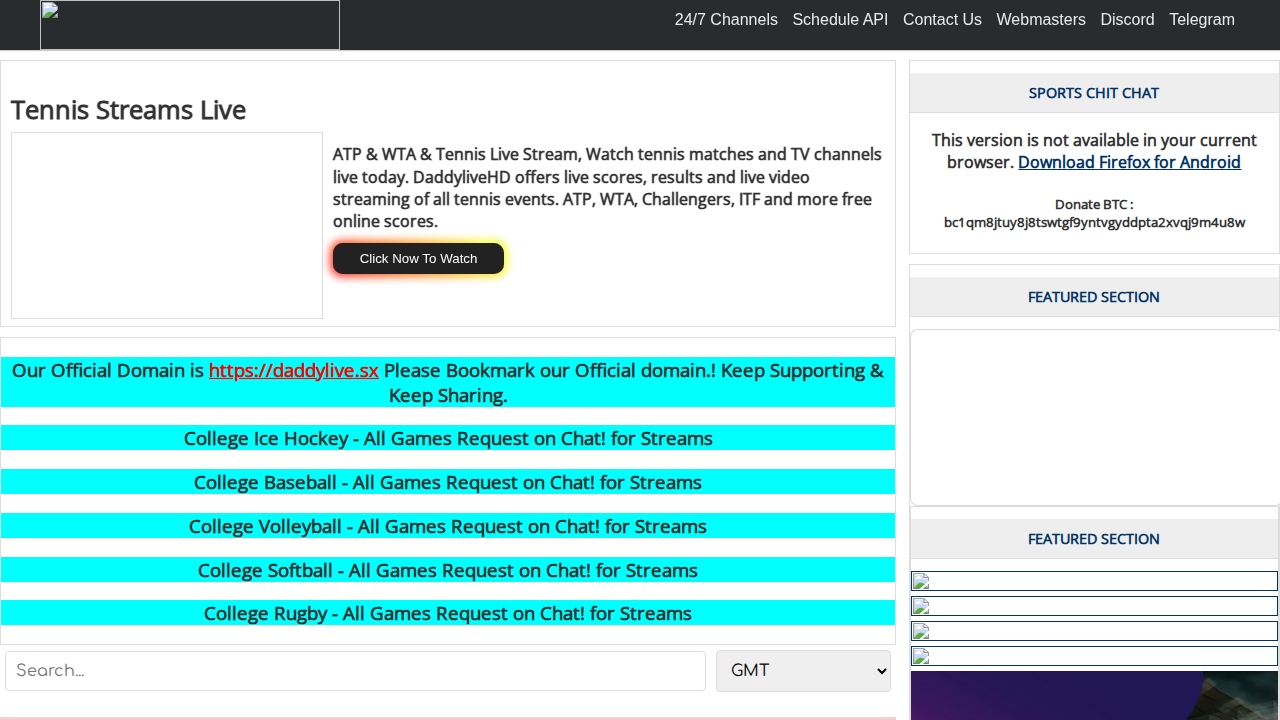 24/7 Channels Schedule API Contact Us Webmasters Discord Telegram
Tennis Streams Live
ATP & WTA & Tennis Live Stream, Watch tennis matches and TV channels
live today. DaddyliveHD offers live scores, results and live video
streaming of all tennis events. ATP, WTA, Challengers, ITF and more free
online scores.
Click Now To Watch
Our Official Domain is https://daddylive.sx Please Bookmark our Official domain.! Keep Supporting &
Keep Sharing.
College Ice Hockey - All Games Request on Chat! for Streams
College Baseball - All Games Request on Chat! for Streams
College Volleyball - All Games Request on Chat! for Streams
College Softball - All Games Request on Chat! for Streams
College Rugby - All Games Request on Chat! for Streams
Search...
GMT
SPORTS CHIT CHAT
This version is not available in your current
browser. Download Firefox for Android
Donate BTC :
bc1qm8jtuy8j8tswtgf9yntvgyddpta2xvqj9m4u8w
FEATURED SECTION
FEATURED SECTION